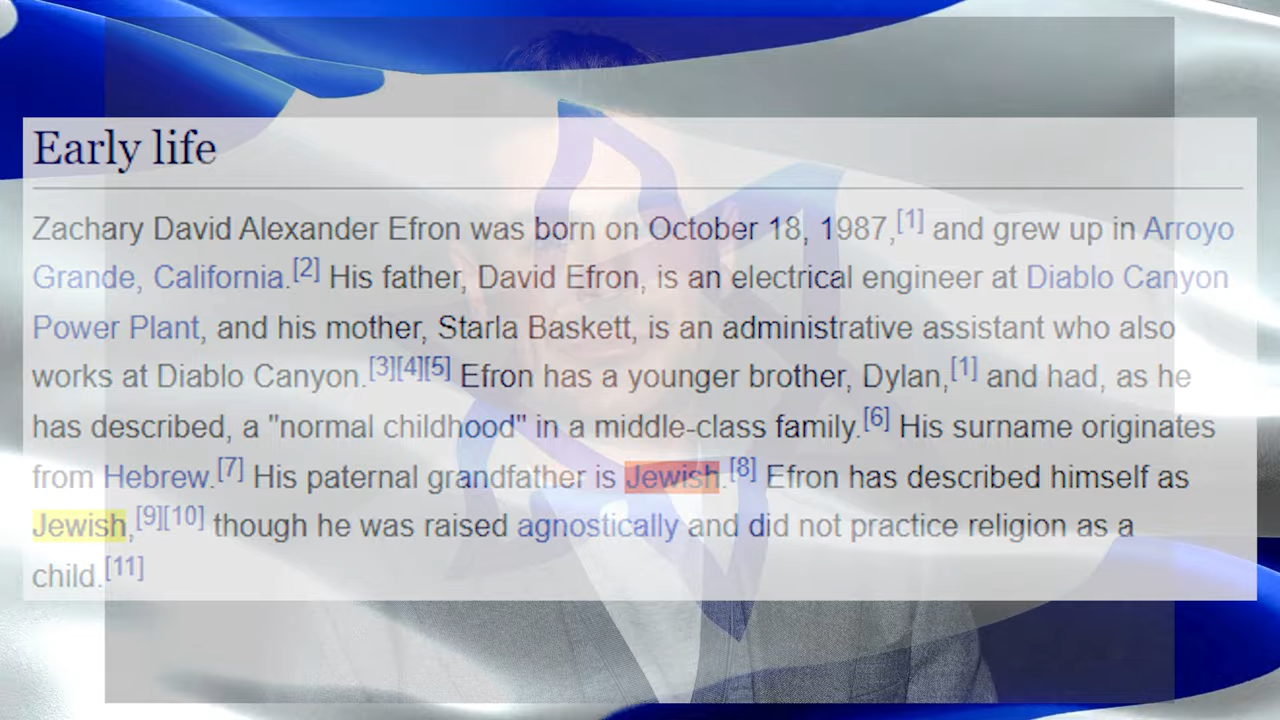 Early life
Zachary David Alexander Efron was born on October 18, 1987,[1] and grew up in Arroyo
Grande, California.[2] His father, David Efron, is an electrical engineer at Diablo Canyon
Power Plant, and his mother, Starla Baskett, is an administrative assistant who also
works at Diablo Canyon.[3][4][5] Efron has a younger brother, Dylan,[1] and had, as he
has described, a "normal childhood" in a middle-class family.[6] His surname originates
from Hebrew.[7] His paternal grandfather is Jewish.[8] Efron has described himself as
Jewish,[9][10] though he was raised agnostically and did not practice religion as a
child.[11]